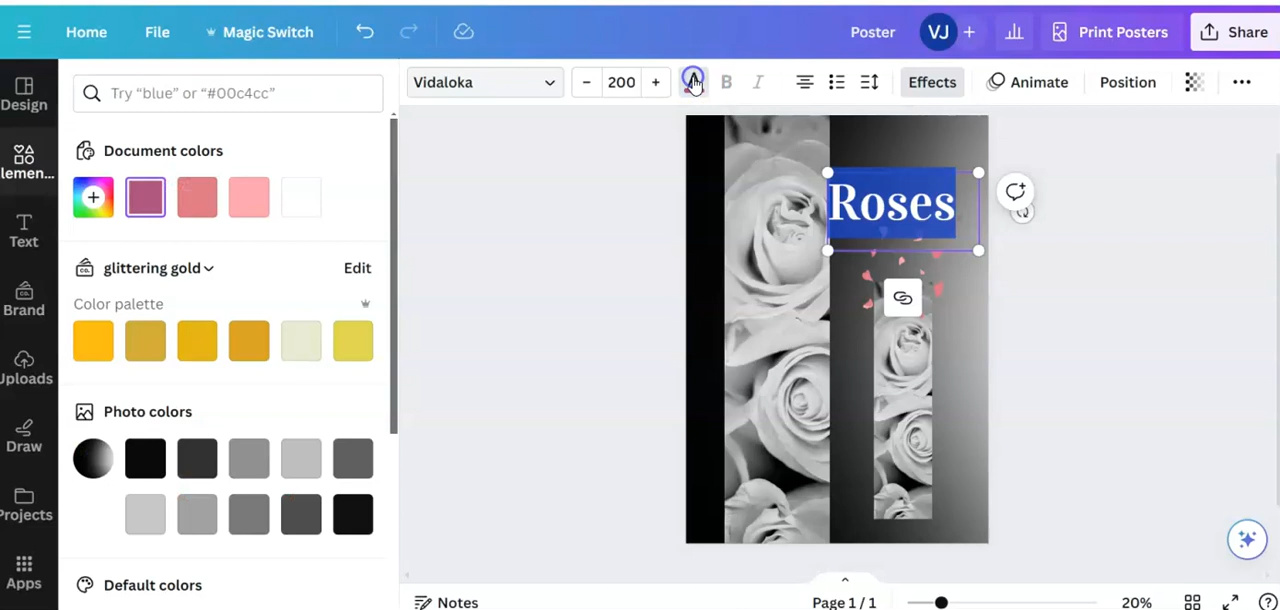 Home File Magic Switch Poster VJ Print Posters Share
Design
Try “blue” or “#00c4cc”
Vidaloka 200 B I Effects Animate Position
Document colors
lemen...
Text
glittering gold Edit
Color palette
Brand
Uploads
Photo colors
Draw
Projects
Apps
Default colors
Roses
Notes Page 1 / 1 20%